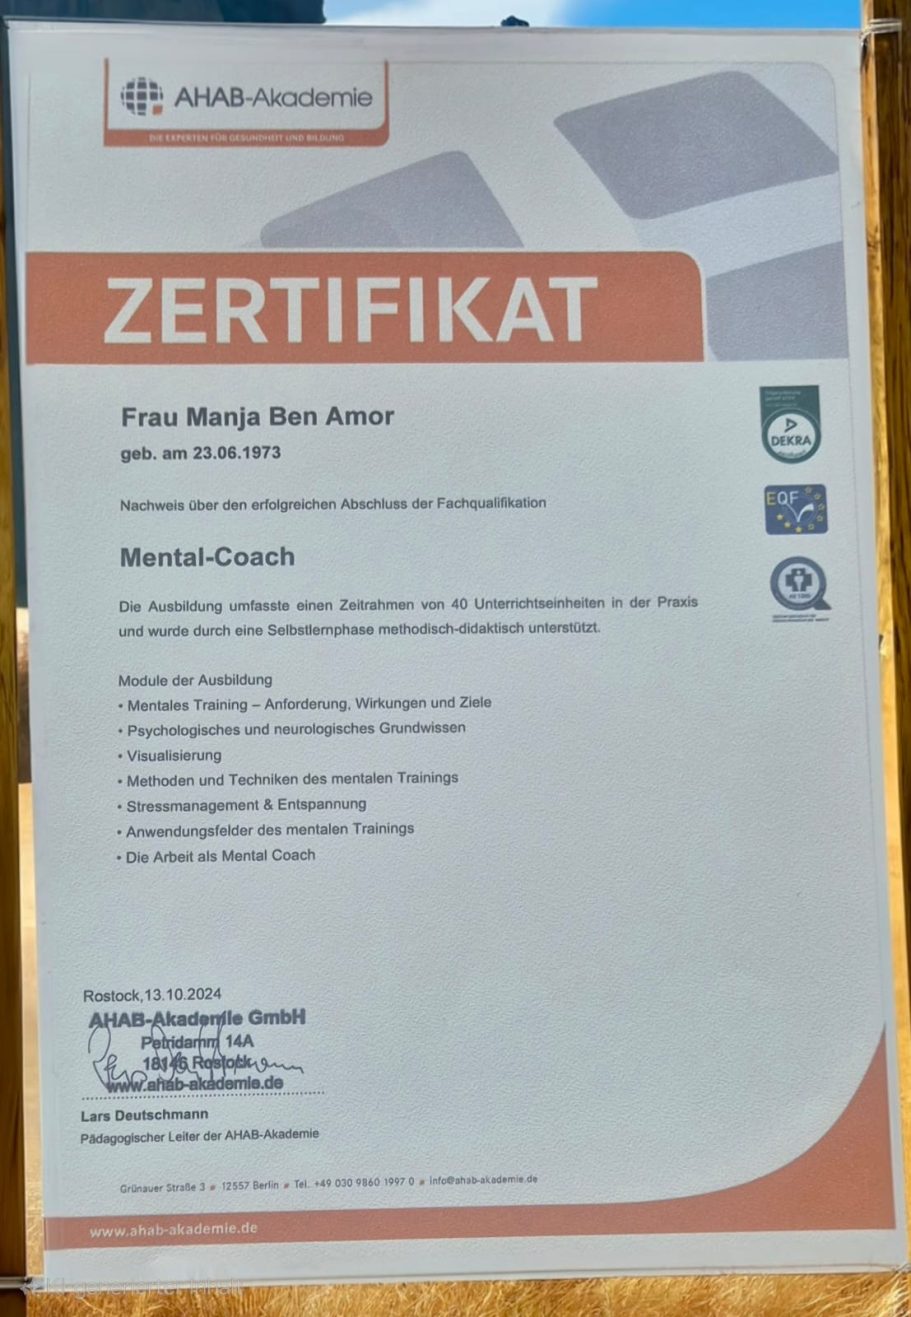 AHAB-Akademie
DIE EXPERTEN FÜR GESUNDHEIT UND BILDUNG
ZERTIFIKAT
Frau Manja Ben Amor
geb. am 23.06.1973
DEKRA
Nachweis über den erfolgreichen Abschluss der Fachqualifikation
EQF
Mental-Coach
Die Ausbildung umfasste einen Zeitrahmen von 40 Unterrichtseinheiten in der Praxis
und wurde durch eine Selbstlernphase methodisch-didaktisch unterstützt.
Module der Ausbildung
• Mentales Training – Anforderung, Wirkungen und Ziele
• Psychologisches und neurologisches Grundwissen
• Visualisierung
• Methoden und Techniken des mentalen Trainings
• Stressmanagement & Entspannung
• Anwendungsfelder des mentalen Trainings
• Die Arbeit als Mental Coach
Rostock,13.10.2024
AHAB-Akademie GmbH
Petridamm 14A
18146 Rostock
www.ahab-akademie.de
Lars Deutschmann
Pädagogischer Leiter der AHAB-Akademie
Grünauer Straße 3 • 12557 Berlin • Tel. +49 030 9860 1997 0 • info@ahab-akademie.de
www.ahab-akademie.de
KI-generierter Inhalt